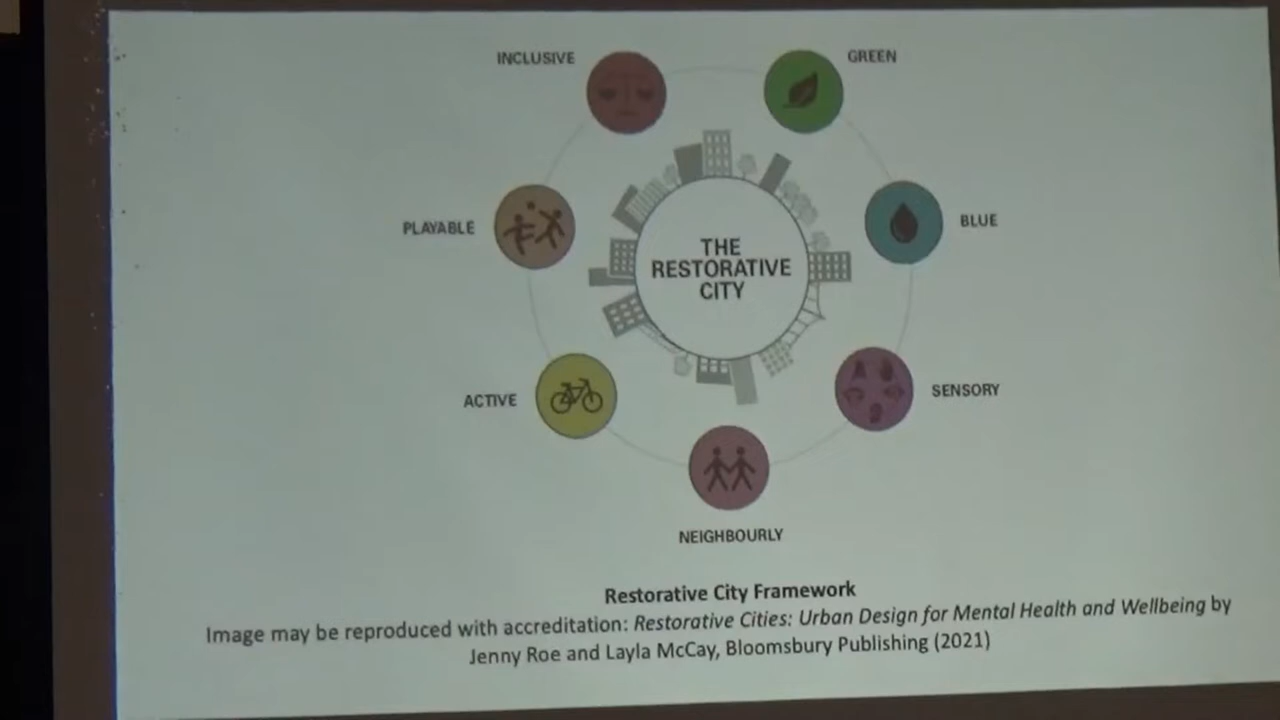 INCLUSIVE
GREEN
PLAYABLE
BLUE
THE
RESTORATIVE
CITY
ACTIVE
SENSORY
NEIGHBOURLY
Restorative City Framework
Image may be reproduced with accreditation: Restorative Cities: Urban Design for Mental Health and Wellbeing by
Jenny Roe and Layla McCay, Bloomsbury Publishing (2021)